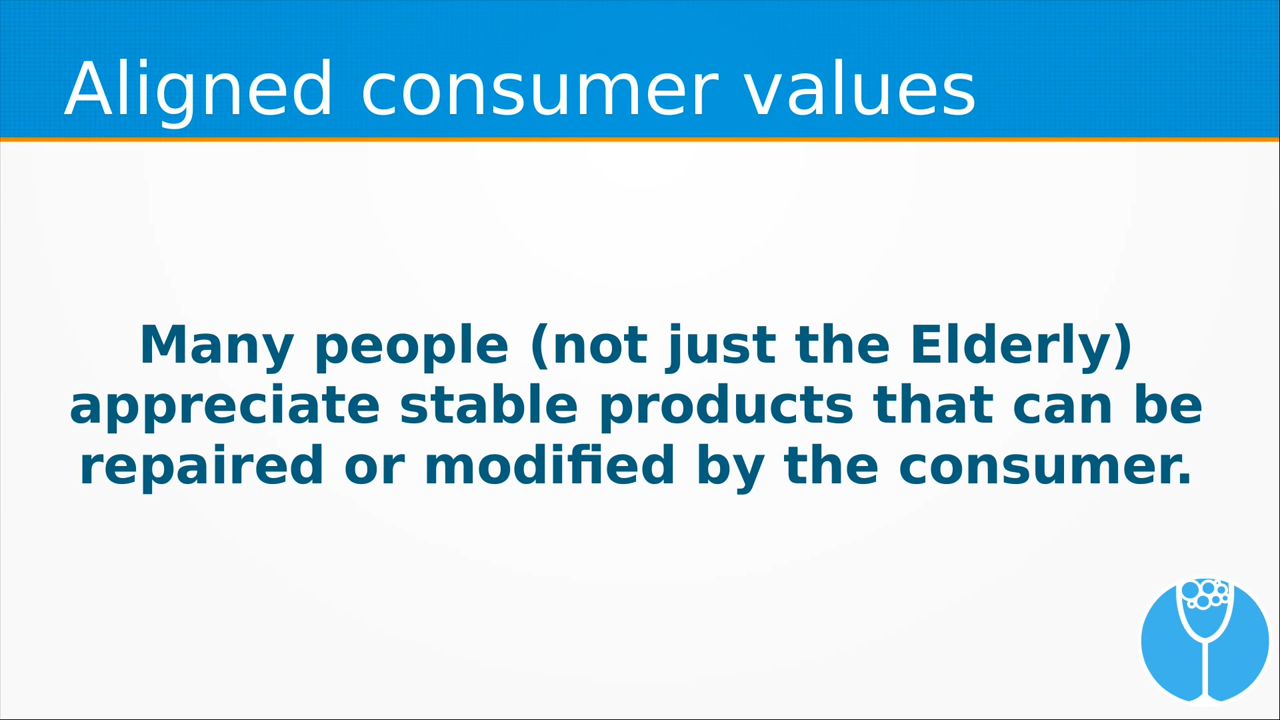 Aligned consumer values
Many people (not just the Elderly)
appreciate stable products that can be
repaired or modified by the consumer.